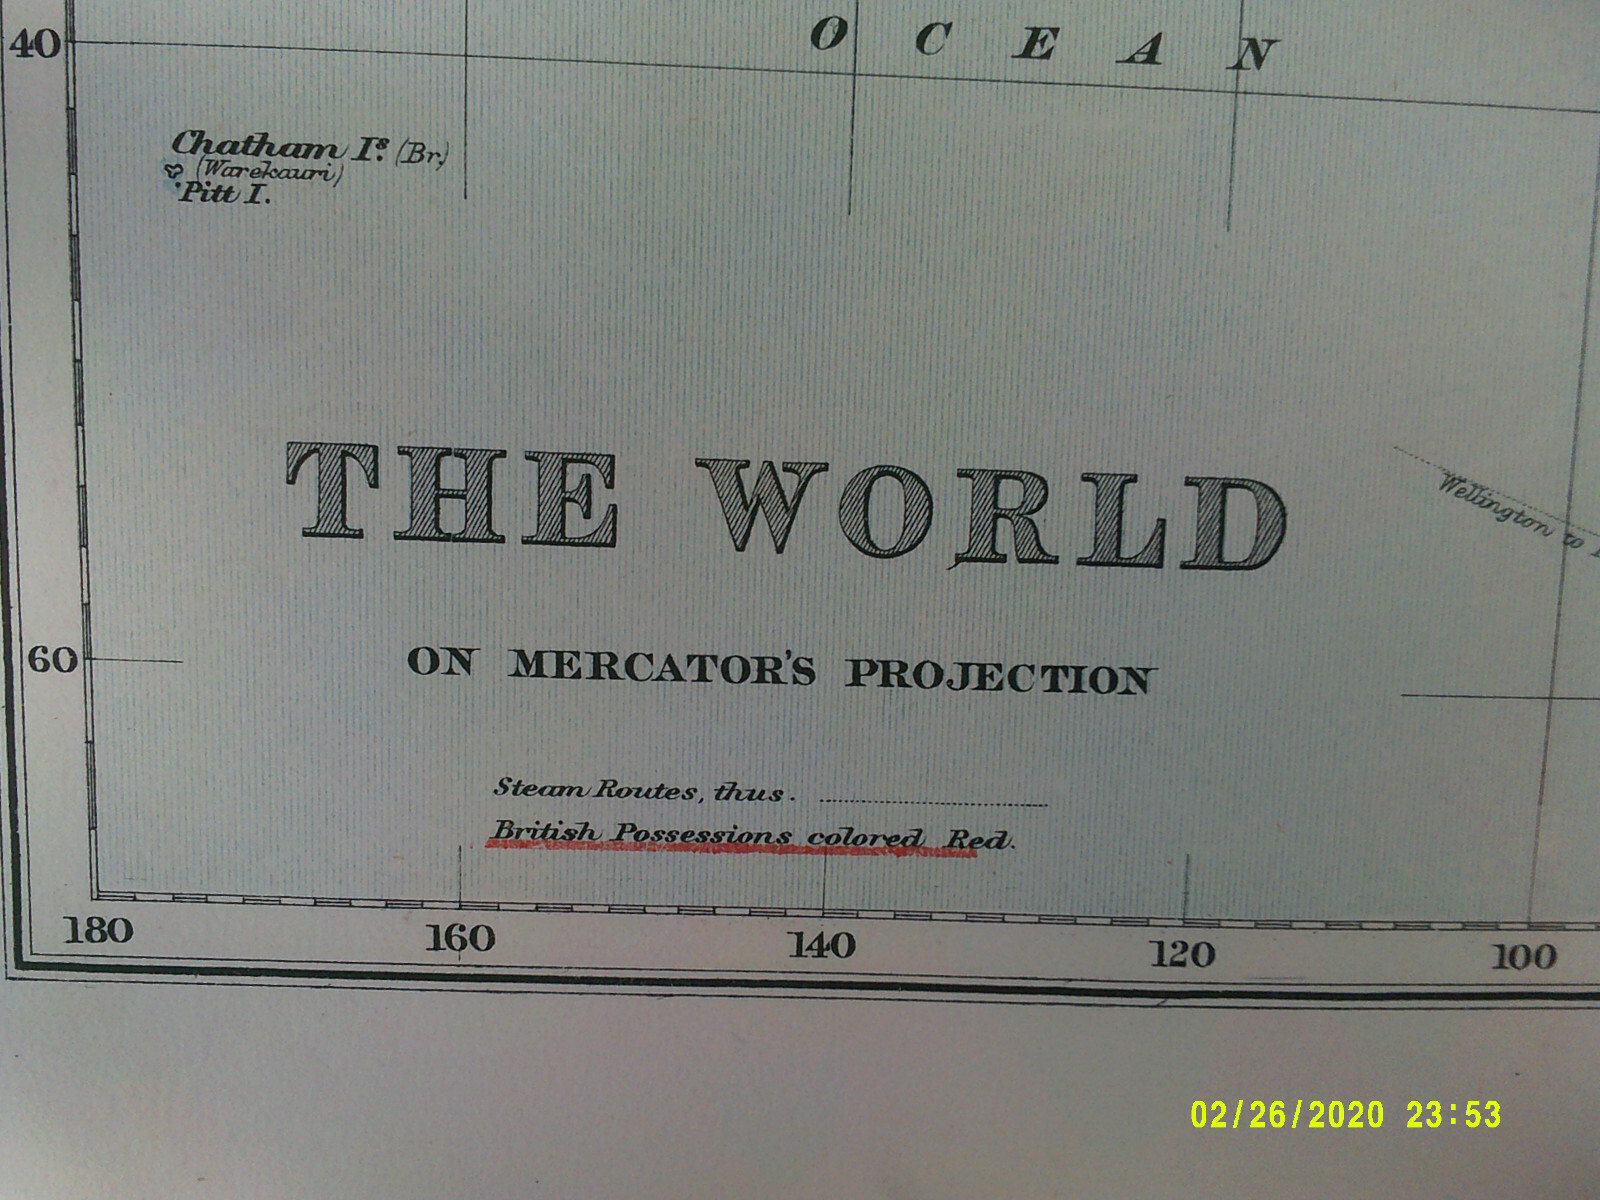 40
OCEAN
Chatham Is. (Br.)
(Warekauri)
Pitt I.
THE WORLD
Wellington to
ON MERCATOR'S PROJECTION
60
Steam Routes, thus.
British Possessions colored Red.
180 160 140 120 100
02/26/2020 23:53